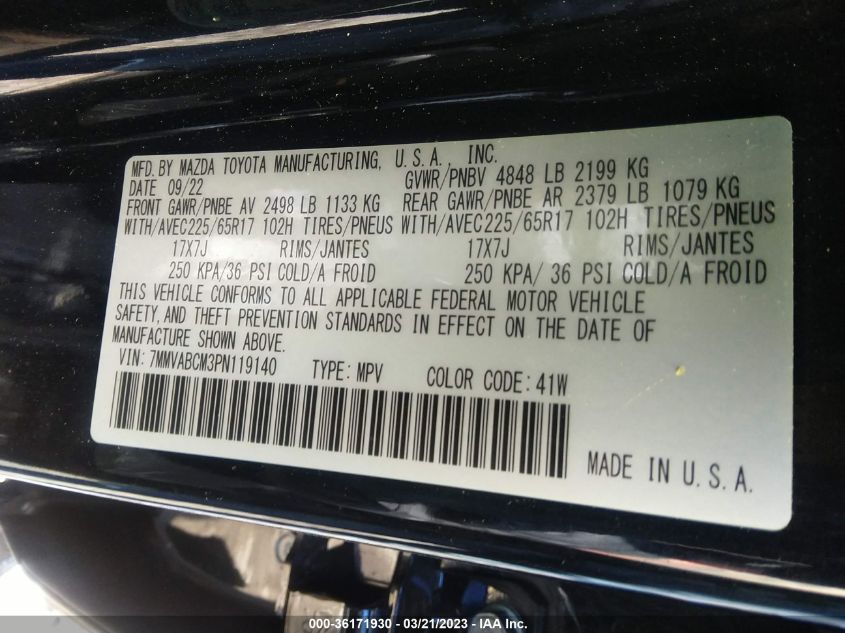 MFD. BY MAZDA TOYOTA MANUFACTURING, U.S.A., INC.
DATE 09/22 GVWR/PNBV 4848 LB 2199 KG
FRONT GAWR/PNBE AV 2498 LB 1133 KG REAR GAWR/PNBE AR 2379 LB 1079 KG
WITH/AVEC225/65R17 102H TIRES/PNEUS WITH/AVEC225/65R17 102H TIRES/PNEUS
17X7J RIMS/JANTES 17X7J RIMS/JANTES
250 KPA/36 PSI COLD/A FROID 250 KPA/ 36 PSI COLD/A FROID
THIS VEHICLE CONFORMS TO ALL APPLICABLE FEDERAL MOTOR VEHICLE
SAFETY, AND THEFT PREVENTION STANDARDS IN EFFECT ON THE DATE OF
MANUFACTURE SHOWN ABOVE.
VIN: 7MMVABCM3PN119140 TYPE: MPV COLOR CODE: 41W
MADE IN U.S.A.
000-36171930 - 03/21/2023 - IAA Inc.